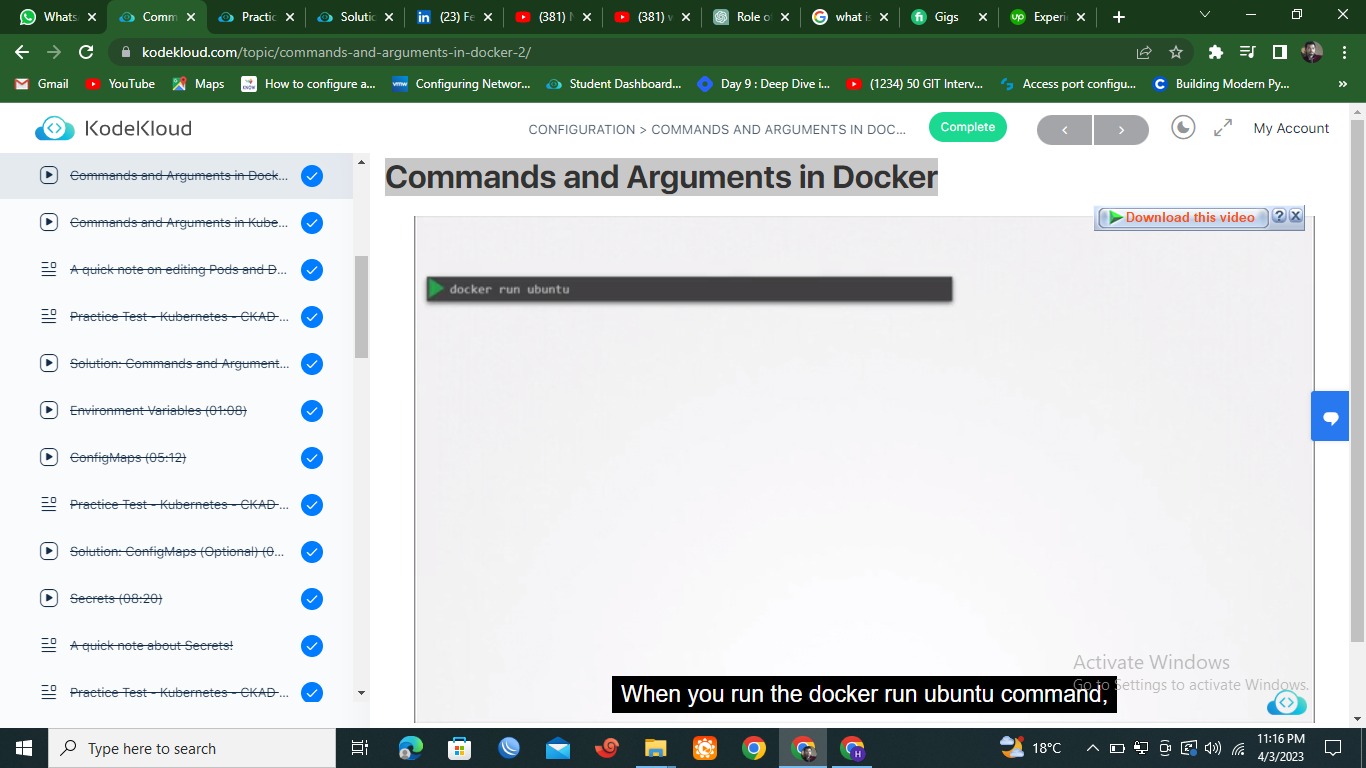 Whats
Comm
Practic
Solutic
(23) Fe
(381) N
(381) v
Role o
what is
Gigs
Experi
kodekloud.com/topic/commands-and-arguments-in-docker-2/
Gmail
YouTube
Maps
How to configure a...
Configuring Networ...
Student Dashboard...
Day 9 : Deep Dive i...
(1234) 50 GIT Interv...
Access port configu...
Building Modern Py...
KodeKloud
CONFIGURATION > COMMANDS AND ARGUMENTS IN DOC...
Complete
My Account
Commands and Arguments in Dock...
Commands and Arguments in Kube...
A quick note on editing Pods and D...
Practice Test - Kubernetes - CKAD ...
Solution: Commands and Argument...
Environment Variables (01:08)
ConfigMaps (05:12)
Practice Test - Kubernetes - CKAD ...
Solution: ConfigMaps (Optional) (0...
Secrets (08:20)
A quick note about Secrets!
Practice Test - Kubernetes - CKAD ...
Commands and Arguments in Docker
Download this video
docker run ubuntu
When you run the docker run ubuntu command,
Activate Windows
Go to Settings to activate Windows.
Type here to search
18°C
11:16 PM
4/3/2023